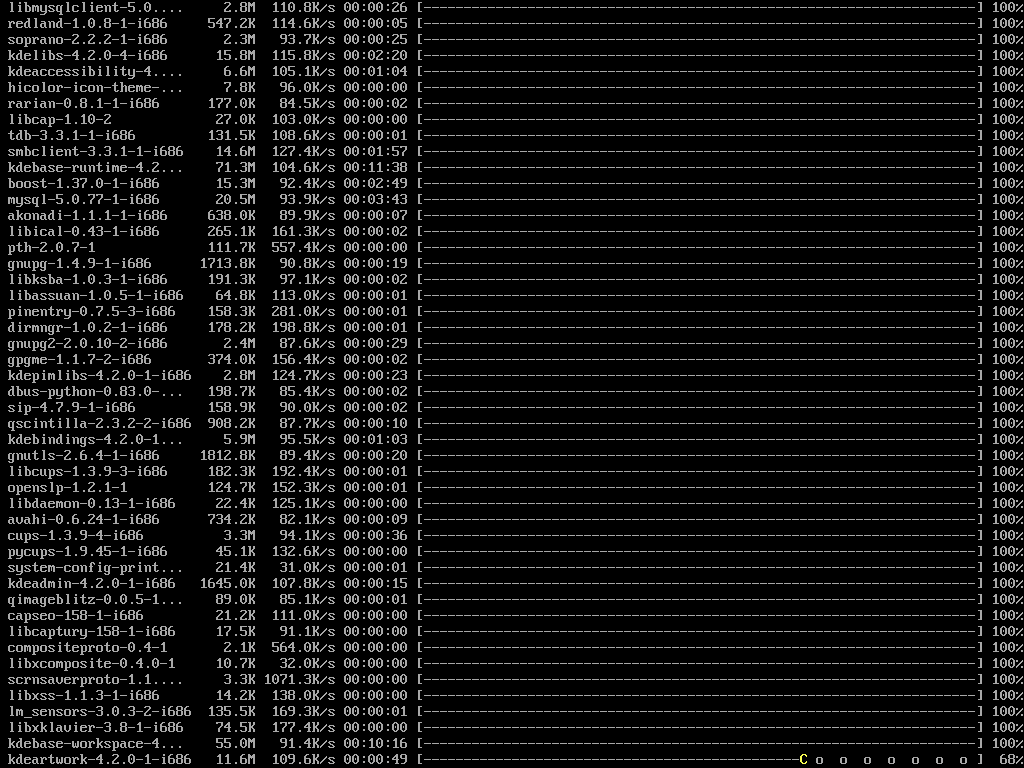 libmysqlclient-5.0.... 2.8M 110.8K/s 00:00:26 [----------------------------------------------------------------------] 100%
redland-1.0.8-1-i686 547.2K 114.6K/s 00:00:05 [----------------------------------------------------------------------] 100%
soprano-2.2.2-1-i686 2.3M 93.7K/s 00:00:25 [----------------------------------------------------------------------] 100%
kdelibs-4.2.0-4-i686 15.8M 115.8K/s 00:02:20 [----------------------------------------------------------------------] 100%
kdeaccessibility-4.... 6.6M 105.1K/s 00:01:04 [----------------------------------------------------------------------] 100%
hicolor-icon-theme-... 7.8K 96.0K/s 00:00:00 [----------------------------------------------------------------------] 100%
rarian-0.8.1-1-i686 177.0K 84.5K/s 00:00:02 [----------------------------------------------------------------------] 100%
libcap-1.10-2 27.0K 103.0K/s 00:00:00 [----------------------------------------------------------------------] 100%
tdb-3.3.1-1-i686 131.5K 108.6K/s 00:00:01 [----------------------------------------------------------------------] 100%
smbclient-3.3.1-1-i686 14.6M 127.4K/s 00:01:57 [----------------------------------------------------------------------] 100%
kdebase-runtime-4.2... 71.3M 104.6K/s 00:11:38 [----------------------------------------------------------------------] 100%
boost-1.37.0-1-i686 15.3M 92.4K/s 00:02:49 [----------------------------------------------------------------------] 100%
mysql-5.0.77-1-i686 20.5M 93.9K/s 00:03:43 [----------------------------------------------------------------------] 100%
akonadi-1.1.1-1-i686 638.0K 89.9K/s 00:00:07 [----------------------------------------------------------------------] 100%
libical-0.43-1-i686 265.1K 161.3K/s 00:00:02 [----------------------------------------------------------------------] 100%
pth-2.0.7-1 111.7K 557.4K/s 00:00:00 [----------------------------------------------------------------------] 100%
gnupg-1.4.9-1-i686 1713.8K 90.8K/s 00:00:19 [----------------------------------------------------------------------] 100%
libksba-1.0.3-1-i686 191.3K 97.1K/s 00:00:02 [----------------------------------------------------------------------] 100%
libassuan-1.0.5-1-i686 64.8K 113.0K/s 00:00:01 [----------------------------------------------------------------------] 100%
pinentry-0.7.5-3-i686 158.3K 281.0K/s 00:00:01 [----------------------------------------------------------------------] 100%
dirmngr-1.0.2-1-i686 178.2K 198.8K/s 00:00:01 [----------------------------------------------------------------------] 100%
gnupg2-2.0.10-2-i686 2.4M 87.6K/s 00:00:29 [----------------------------------------------------------------------] 100%
gpgme-1.1.7-2-i686 374.0K 156.4K/s 00:00:02 [----------------------------------------------------------------------] 100%
kdepimlibs-4.2.0-1-i686 2.8M 124.7K/s 00:00:23 [----------------------------------------------------------------------] 100%
dbus-python-0.83.0-... 198.7K 85.4K/s 00:00:02 [----------------------------------------------------------------------] 100%
sip-4.7.9-1-i686 158.9K 90.0K/s 00:00:02 [----------------------------------------------------------------------] 100%
qscintilla-2.3.2-2-i686 908.2K 87.7K/s 00:00:10 [----------------------------------------------------------------------] 100%
kdebindings-4.2.0-1... 5.9M 95.5K/s 00:01:03 [----------------------------------------------------------------------] 100%
gnutls-2.6.4-1-i686 1812.8K 89.4K/s 00:00:20 [----------------------------------------------------------------------] 100%
libcups-1.3.9-3-i686 182.3K 192.4K/s 00:00:01 [----------------------------------------------------------------------] 100%
openslp-1.2.1-1 124.7K 152.3K/s 00:00:01 [----------------------------------------------------------------------] 100%
libdaemon-0.13-1-i686 22.4K 125.1K/s 00:00:00 [----------------------------------------------------------------------] 100%
avahi-0.6.24-1-i686 734.2K 82.1K/s 00:00:09 [----------------------------------------------------------------------] 100%
cups-1.3.9-4-i686 3.3M 94.1K/s 00:00:36 [----------------------------------------------------------------------] 100%
pycups-1.9.45-1-i686 45.1K 132.6K/s 00:00:00 [----------------------------------------------------------------------] 100%
system-config-print... 21.4K 31.0K/s 00:00:01 [----------------------------------------------------------------------] 100%
kdeadmin-4.2.0-1-i686 1645.0K 107.8K/s 00:00:15 [----------------------------------------------------------------------] 100%
qimageblitz-0.0.5-1... 89.0K 85.1K/s 00:00:01 [----------------------------------------------------------------------] 100%
capseo-158-1-i686 21.2K 111.0K/s 00:00:00 [----------------------------------------------------------------------] 100%
libcaptury-158-1-i686 17.5K 91.1K/s 00:00:00 [----------------------------------------------------------------------] 100%
compositeproto-0.4-1 2.1K 564.0K/s 00:00:00 [----------------------------------------------------------------------] 100%
libxcomposite-0.4.0-1 10.7K 32.0K/s 00:00:00 [----------------------------------------------------------------------] 100%
scrnsaverproto-1.1.... 3.3K 1071.3K/s 00:00:00 [----------------------------------------------------------------------] 100%
libxss-1.1.3-1-i686 14.2K 138.0K/s 00:00:00 [----------------------------------------------------------------------] 100%
lm_sensors-3.0.3-2-i686 135.5K 169.3K/s 00:00:01 [----------------------------------------------------------------------] 100%
libxklavier-3.8-1-i686 74.5K 177.4K/s 00:00:00 [----------------------------------------------------------------------] 100%
kdebase-workspace-4... 55.0M 91.4K/s 00:10:16 [----------------------------------------------------------------------] 100%
kdeartwork-4.2.0-1-i686 11.6M 109.6K/s 00:00:49 [-----------------------------------------------C o o o o o o o] 68%